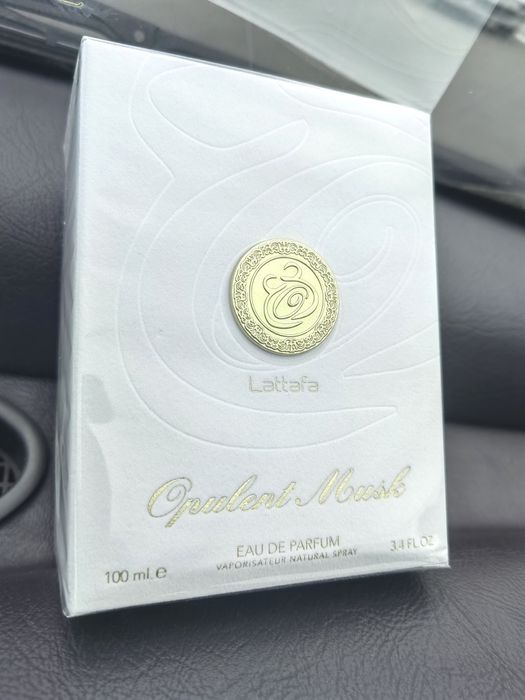 Lattafa
Opulent Musk
EAU DE PARFUM
VAPORISATEUR NATURAL SPRAY
100 ml.e
3.4 FL.OZ